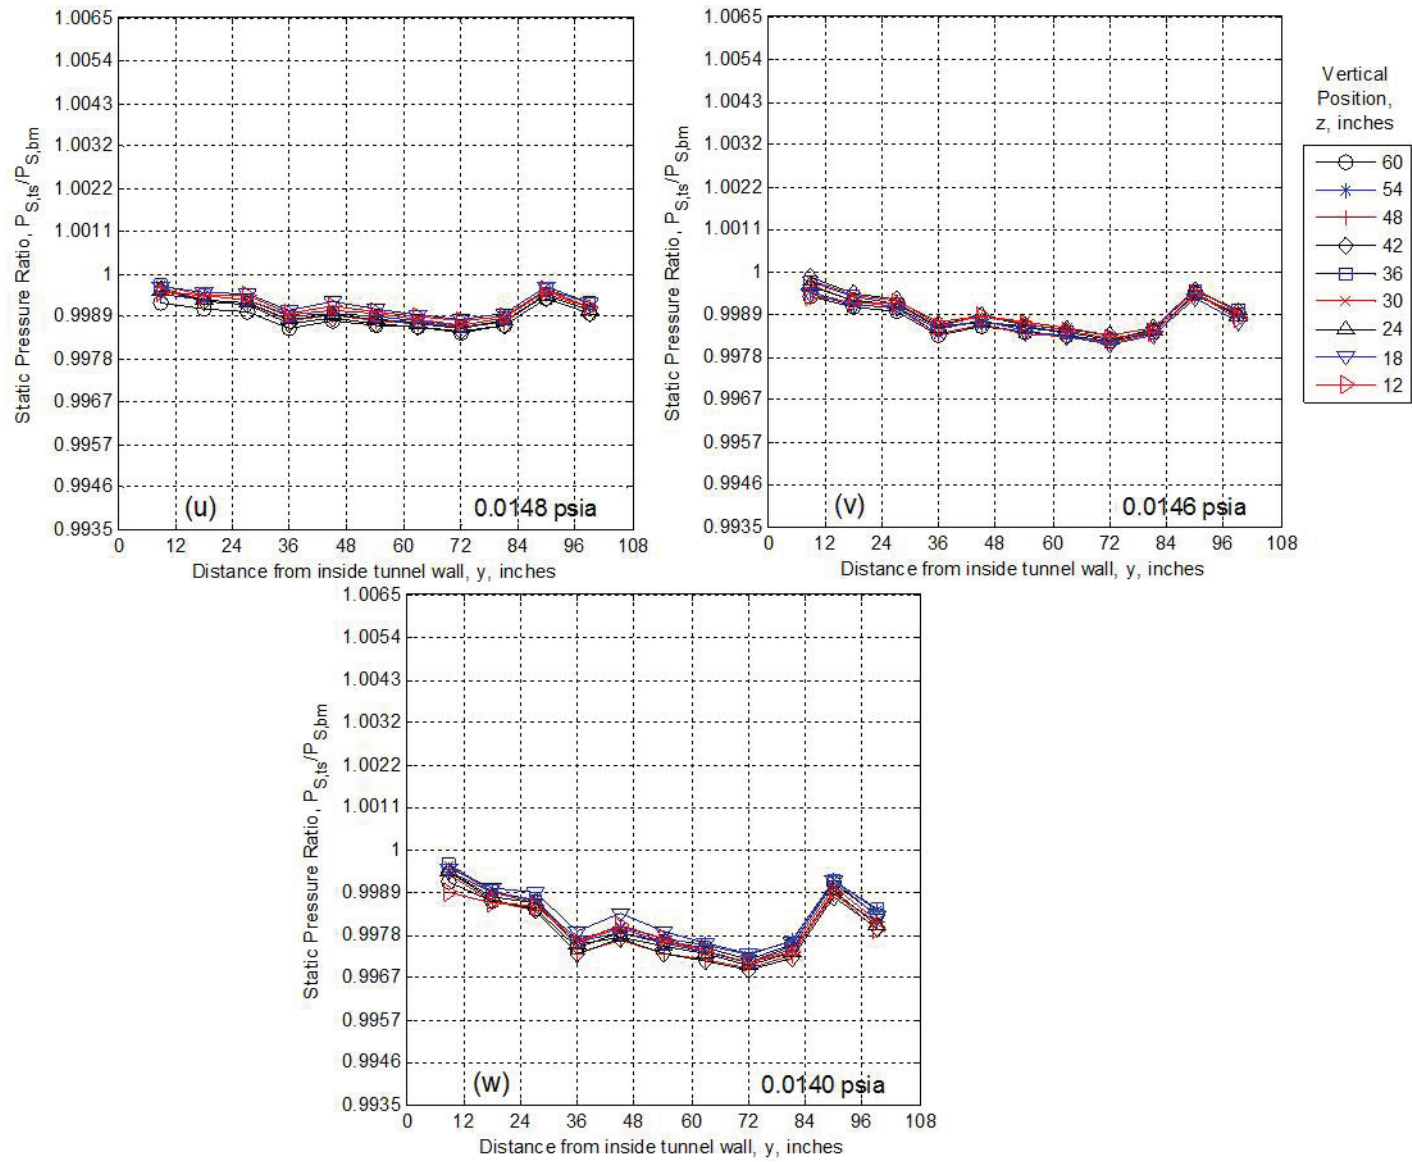 1.0065
1.0054
1.0043
1.0032
1.0022
1.0011
1
0.9989
0.9978
0.9967
0.9957
0.9946
0.9935
Static Pressure Ratio, P_S,ts/P_S,bm
(u)
0.0148 psia
0 12 24 36 48 60 72 84 96 108
Distance from inside tunnel wall, y, inches
1.0065
1.0054
1.0043
1.0032
1.0022
1.0011
1
0.9989
0.9978
0.9967
0.9957
0.9946
0.9935
Static Pressure Ratio, P_S,ts/P_S,bm
(v)
0.0146 psia
0 12 24 36 48 60 72 84 96 108
Distance from inside tunnel wall, y, inches
Vertical
Position,
z, inches
60
54
48
42
36
30
24
18
12
1.0065
1.0054
1.0043
1.0032
1.0022
1.0011
1
0.9989
0.9978
0.9967
0.9957
0.9946
0.9935
Static Pressure Ratio, P_S,ts/P_S,bm
(w)
0.0140 psia
0 12 24 36 48 60 72 84 96 108
Distance from inside tunnel wall, y, inches